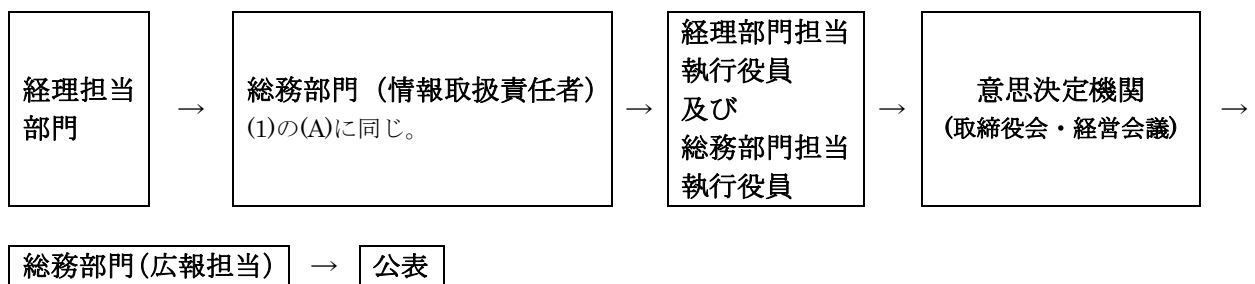 経理担当
部門
→
総務部門（情報取扱責任者）
(1)の(A)に同じ。
→
経理部門担当
執行役員
及び
総務部門担当
執行役員
→
意思決定機関
(取締役会・経営会議)
→
総務部門(広報担当) → 公表